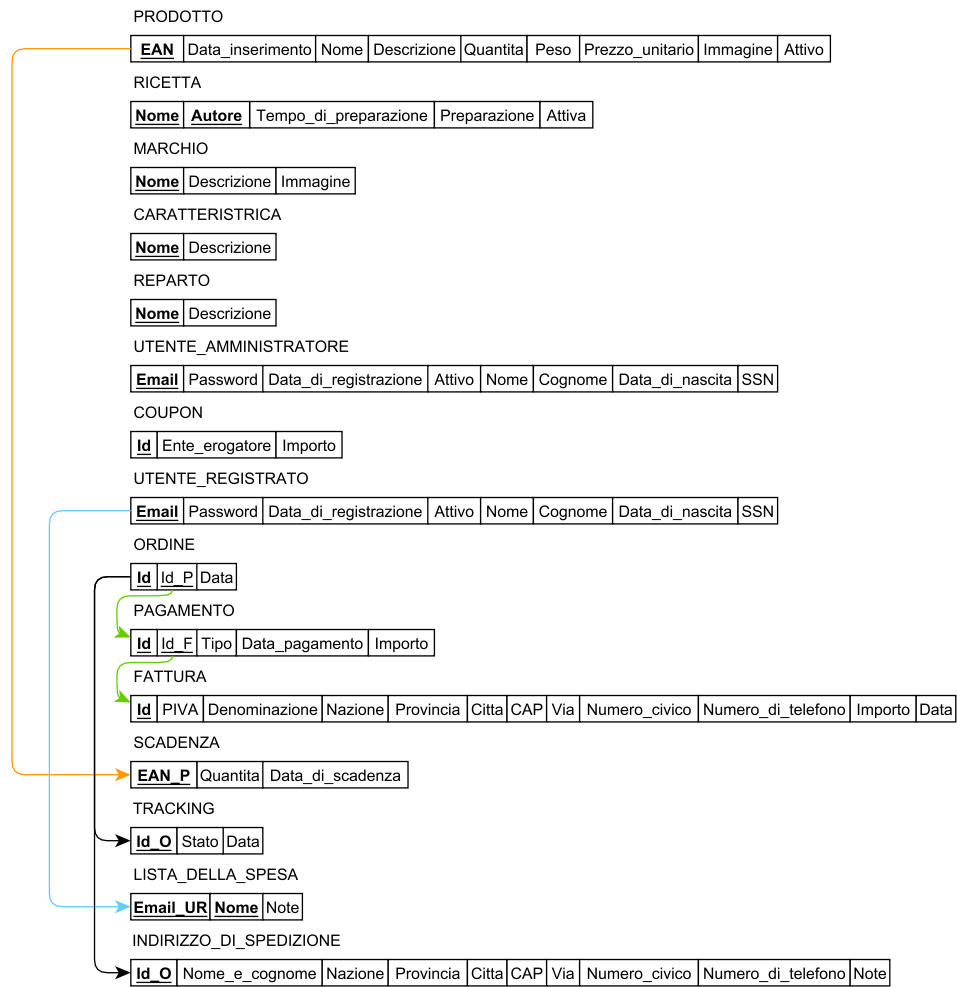 PRODOTTO
EAN Data_inserimento Nome Descrizione Quantita Peso Prezzo_unitario Immagine Attivo
RICETTA
Nome Autore Tempo_di_preparazione Preparazione Attiva
MARCHIO
Nome Descrizione Immagine
CARATTERISTRICA
Nome Descrizione
REPARTO
Nome Descrizione
UTENTE_AMMINISTRATORE
Email Password Data_di_registrazione Attivo Nome Cognome Data_di_nascita SSN
COUPON
Id Ente_erogatore Importo
UTENTE_REGISTRATO
Email Password Data_di_registrazione Attivo Nome Cognome Data_di_nascita SSN
ORDINE
Id Id_P Data
PAGAMENTO
Id Id_F Tipo Data_pagamento Importo
FATTURA
Id PIVA Denominazione Nazione Provincia Citta CAP Via Numero_civico Numero_di_telefono Importo Data
SCADENZA
EAN_P Quantita Data_di_scadenza
TRACKING
Id_O Stato Data
LISTA_DELLA_SPESA
Email_UR Nome Note
INDIRIZZO_DI_SPEDIZIONE
Id_O Nome_e_cognome Nazione Provincia Citta CAP Via Numero_civico Numero_di_telefono Note